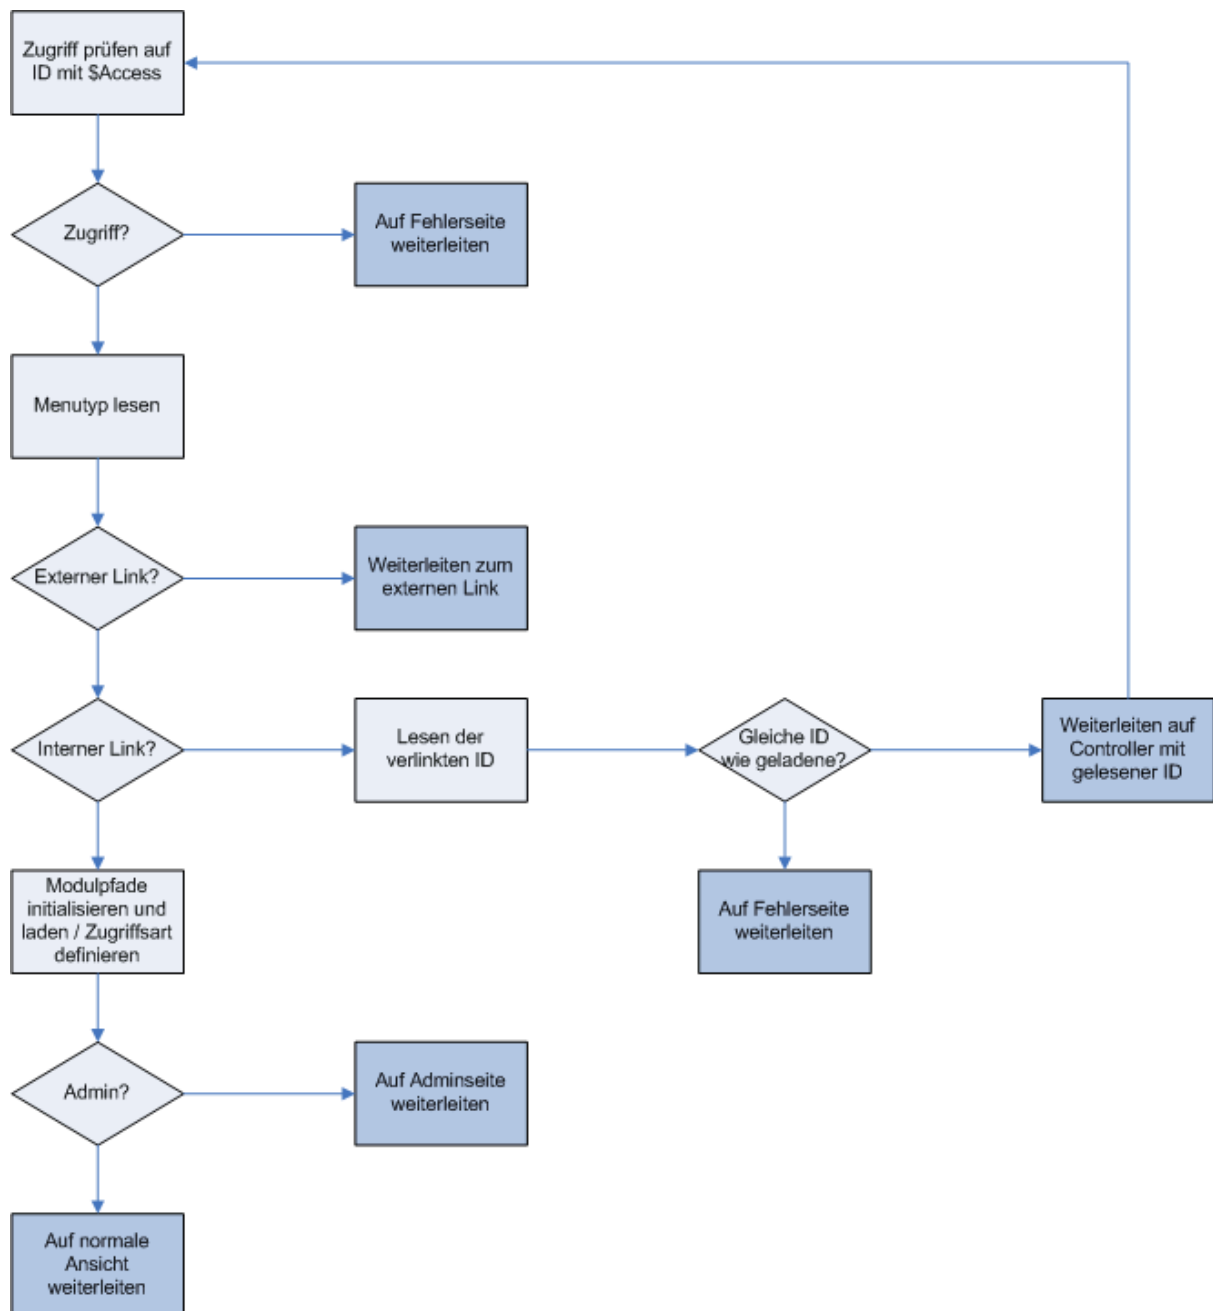 Zugriff prüfen auf
ID mit $Access
Zugriff?
Auf Fehlerseite
weiterleiten
Menutyp lesen
Externer Link?
Weiterleiten zum
externen Link
Interner Link?
Lesen der
verlinkten ID
Gleiche ID
wie geladene?
Weiterleiten auf
Controller mit
gelesener ID
Modulpfade
initialisieren und
laden / Zugriffsart
definieren
Auf Fehlerseite
weiterleiten
Admin?
Auf Adminseite
weiterleiten
Auf normale
Ansicht
weiterleiten